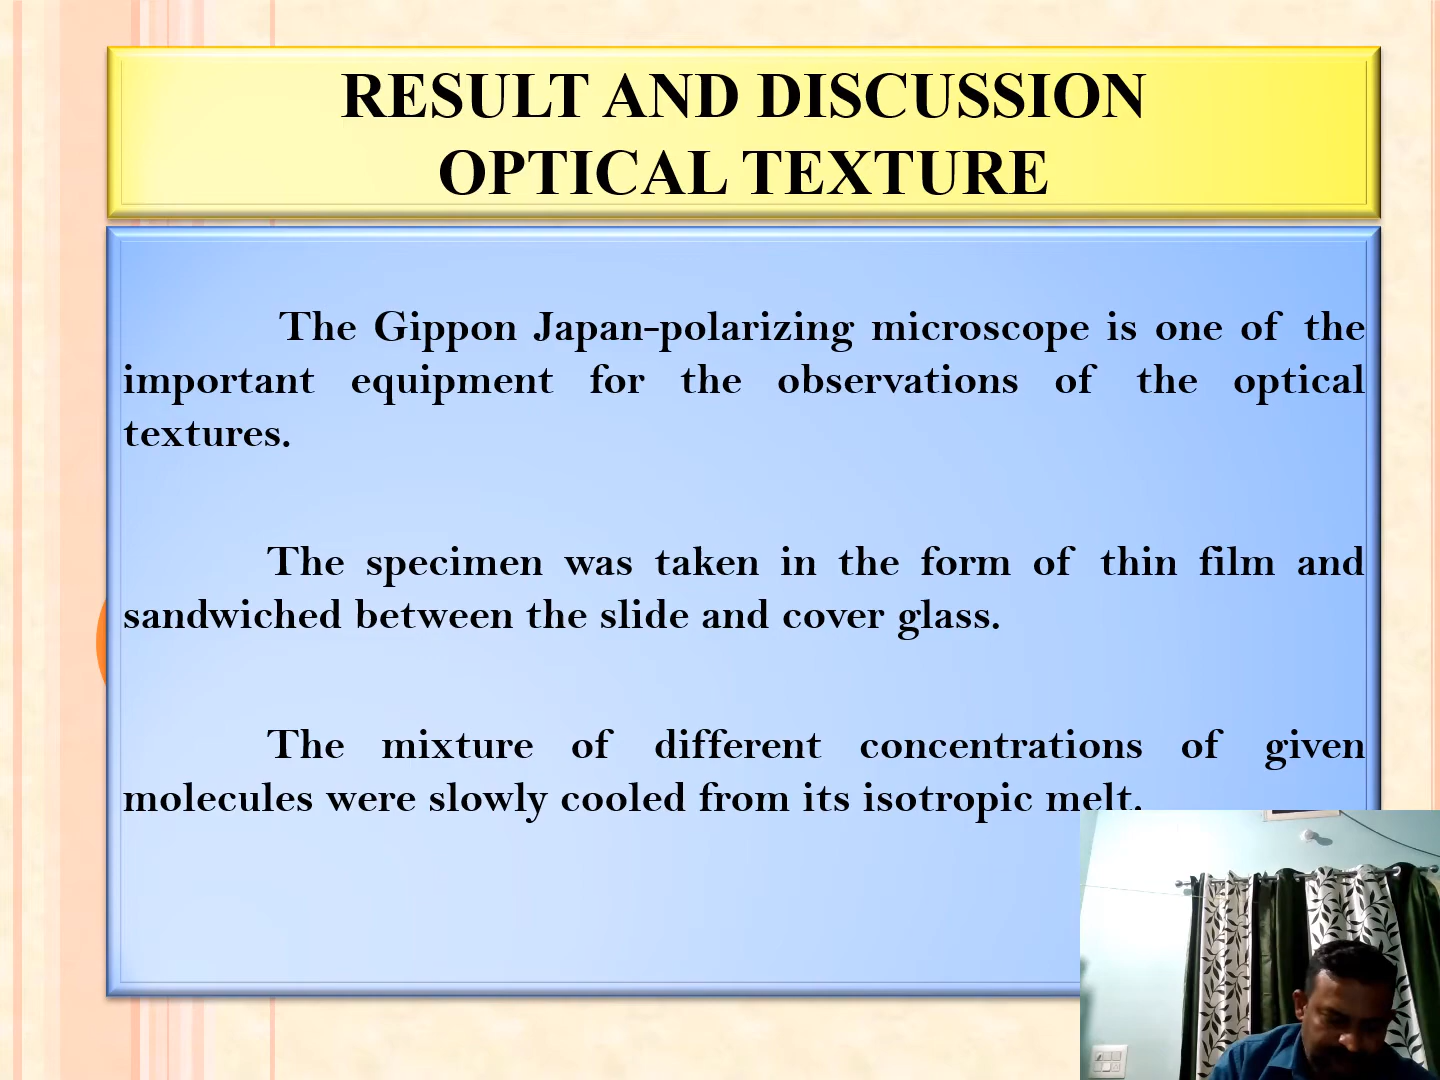 RESULT AND DISCUSSION
OPTICAL TEXTURE
The Gippon Japan-polarizing microscope is one of the
important equipment for the observations of the optical
textures.
The specimen was taken in the form of thin film and
sandwiched between the slide and cover glass.
The mixture of different concentrations of given
molecules were slowly cooled from its isotropic melt.